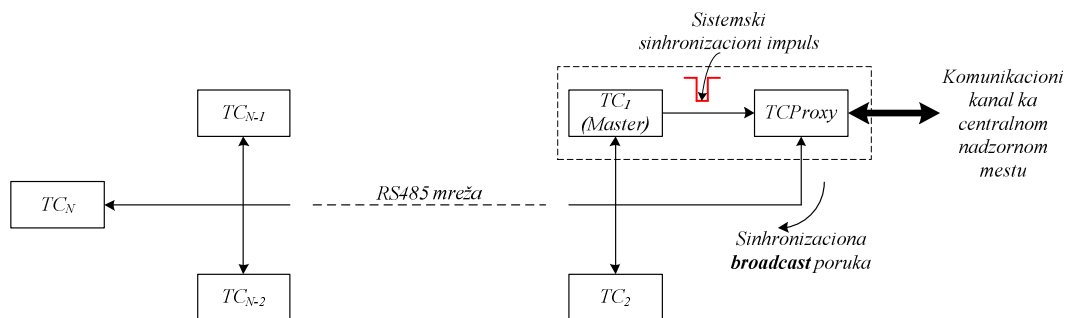 Sistemski
sinhronizacioni impuls
TC1
(Master)
TCProxy
Komunikacioni
kanal ka
centralnom
nadzornom
mestu
TCN-1
TCN
RS485 mreža
Sinhronizaciona
broadcast poruka
TCN-2
TC2